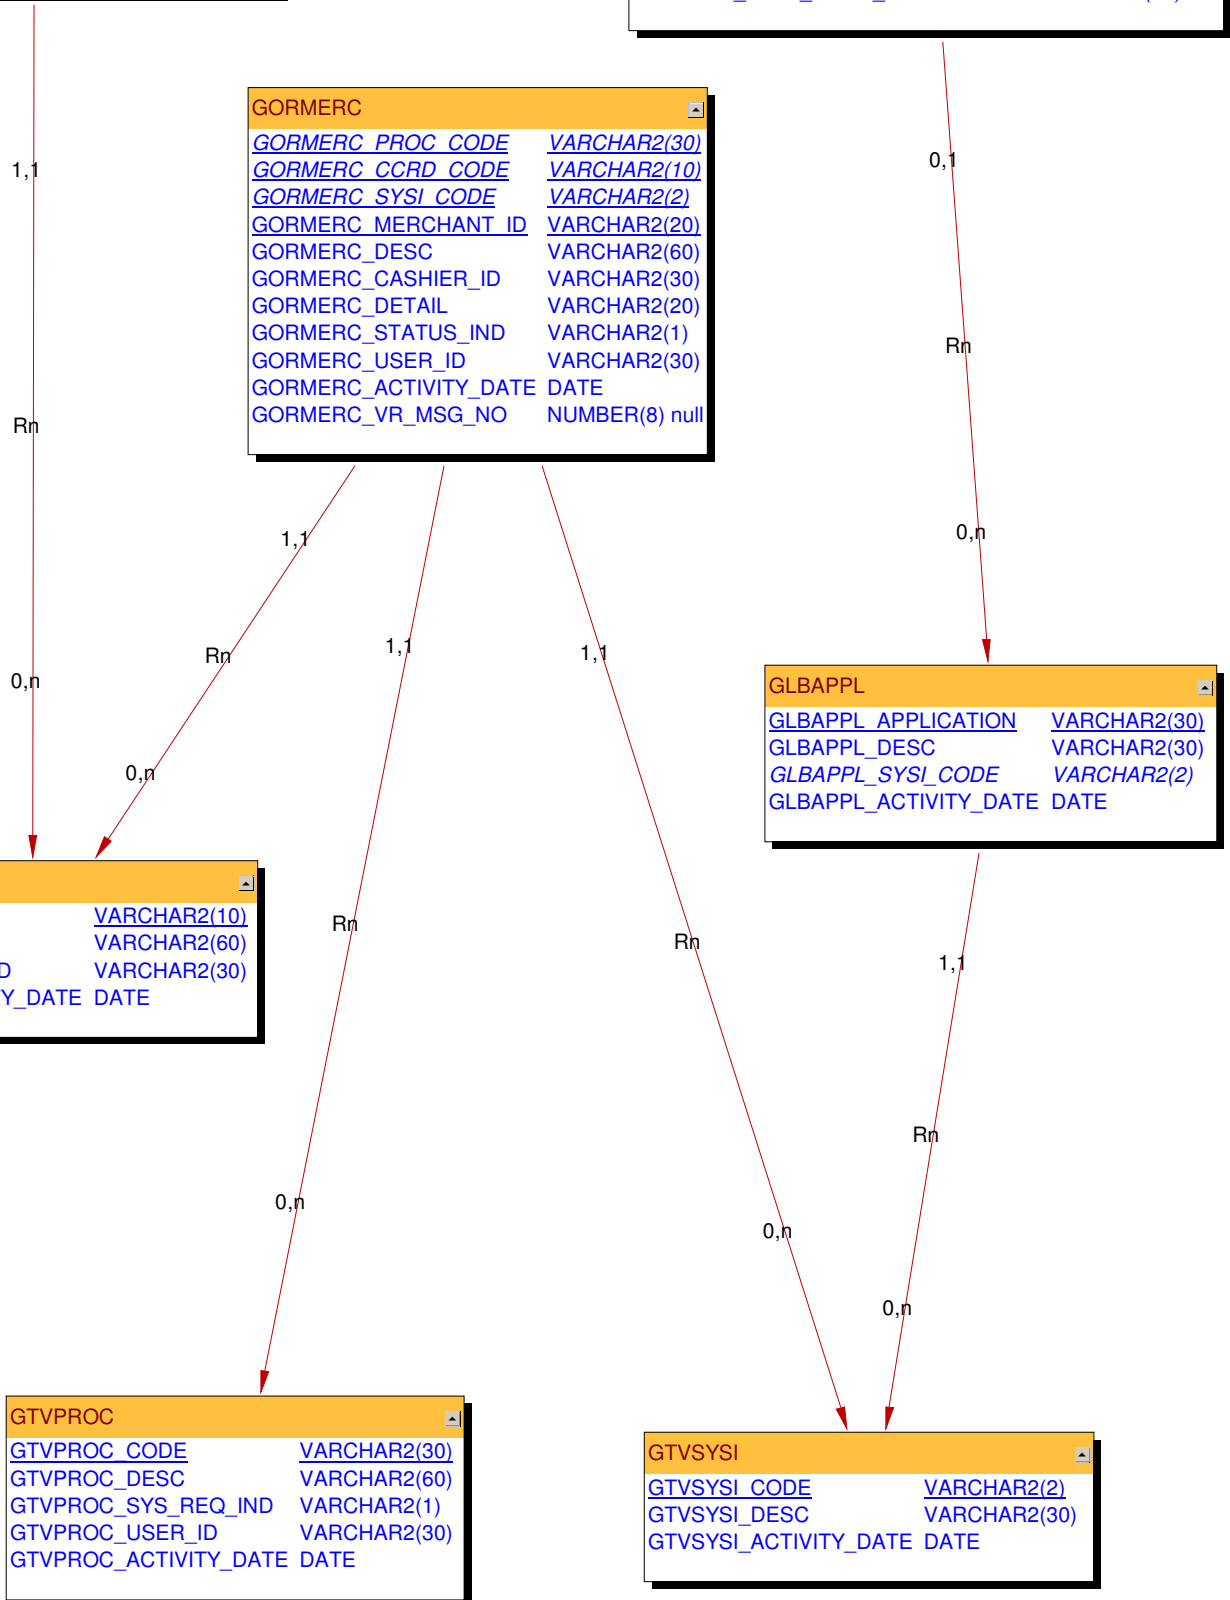 GORMERC
GORMERC_PROC_CODE VARCHAR2(30)
GORMERC_CCRD_CODE VARCHAR2(10)
GORMERC_SYSI_CODE VARCHAR2(2)
GORMERC_MERCHANT_ID VARCHAR2(20)
GORMERC_DESC VARCHAR2(60)
GORMERC_CASHIER_ID VARCHAR2(30)
GORMERC_DETAIL VARCHAR2(20)
GORMERC_STATUS_IND VARCHAR2(1)
GORMERC_USER_ID VARCHAR2(30)
GORMERC_ACTIVITY_DATE DATE
GORMERC_VR_MSG_NO NUMBER(8) null
1,1
Rn
0,n
0,1
Rn
0,n
1,1
Rn
0,n
1,1
Rn
0,n
1,1
Rn
0,n
GLBAPPL
GLBAPPL_APPLICATION VARCHAR2(30)
GLBAPPL_DESC VARCHAR2(30)
GLBAPPL_SYSI_CODE VARCHAR2(2)
GLBAPPL_ACTIVITY_DATE DATE
1,1
Rn
0,n
VARCHAR2(10)
VARCHAR2(60)
D VARCHAR2(30)
Y_DATE DATE
GTVPROC
GTVPROC_CODE VARCHAR2(30)
GTVPROC_DESC VARCHAR2(60)
GTVPROC_SYS_REQ_IND VARCHAR2(1)
GTVPROC_USER_ID VARCHAR2(30)
GTVPROC_ACTIVITY_DATE DATE
GTVSYSI
GTVSYSI_CODE VARCHAR2(2)
GTVSYSI_DESC VARCHAR2(30)
GTVSYSI_ACTIVITY_DATE DATE